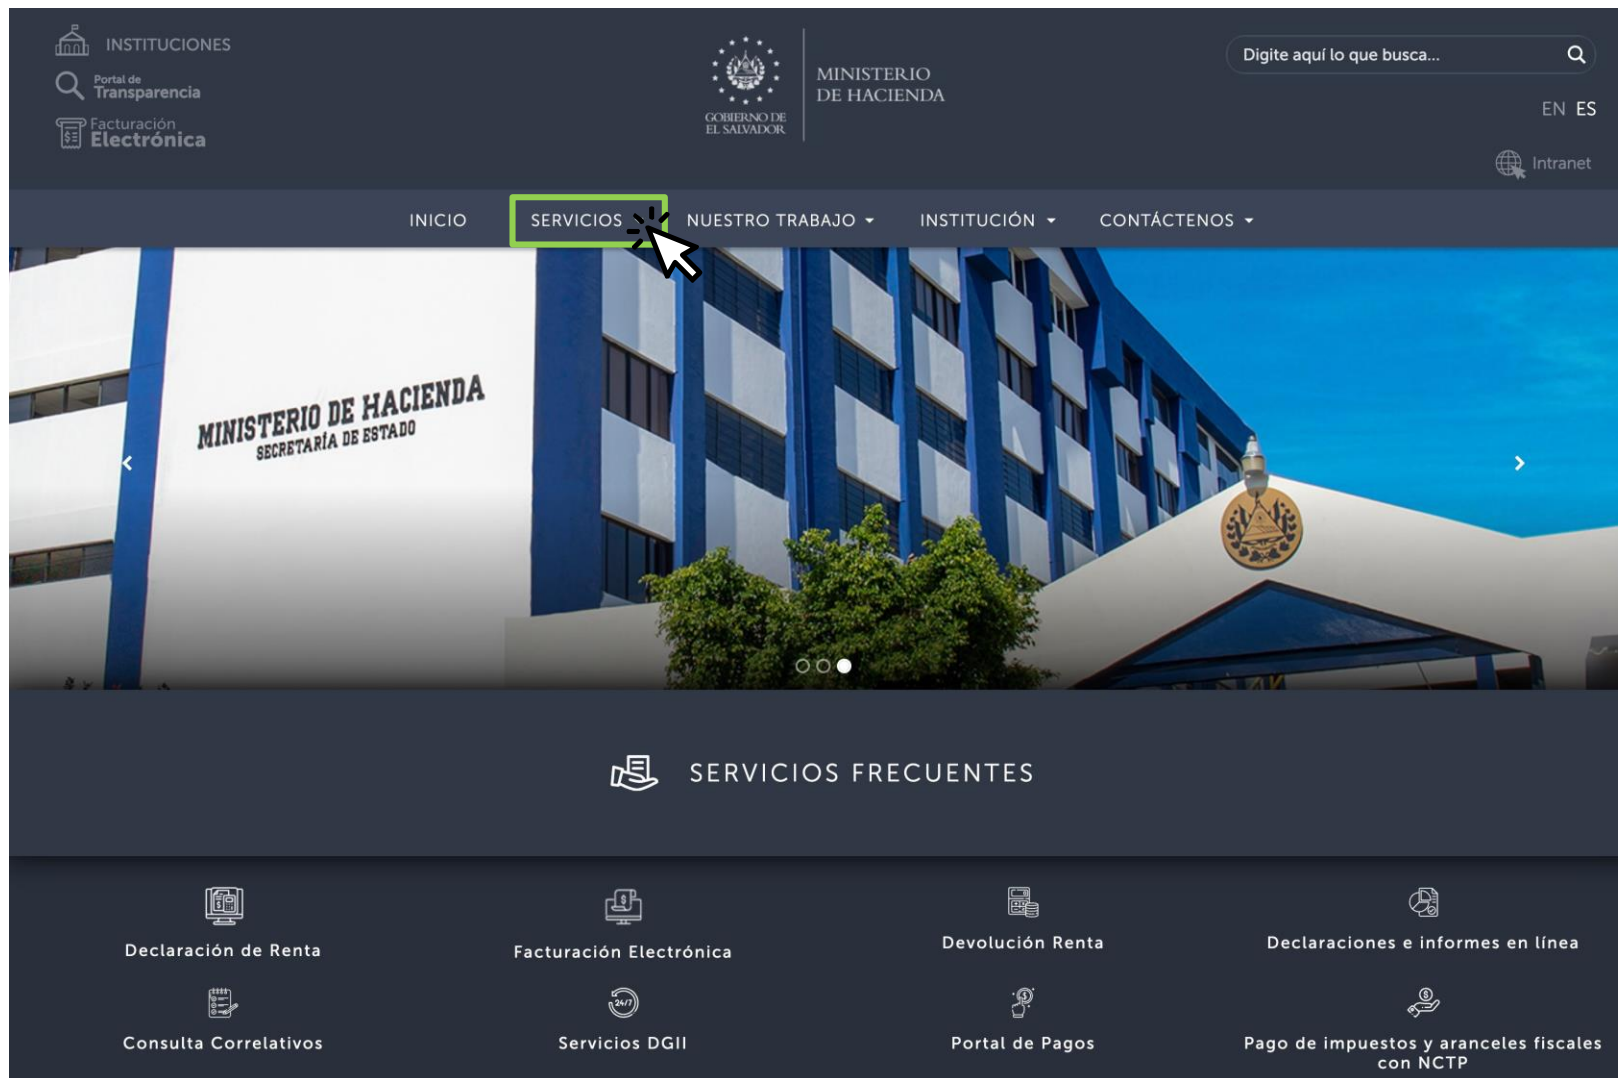 INSTITUCIONES
Portal de
Transparencia
Facturación
Electrónica
GOBIERNO DE
EL SALVADOR
MINISTERIO
DE HACIENDA
Digite aquí lo que busca...
EN ES
Intranet
INICIO SERVICIOS NUESTRO TRABAJO INSTITUCIÓN CONTÁCTENOS
MINISTERIO DE HACIENDA
SECRETARÍA DE ESTADO
SERVICIOS FRECUENTES
Declaración de Renta
Facturación Electrónica
Devolución Renta
Declaraciones e informes en línea
24/7
Consulta Correlativos
Servicios DGII
Portal de Pagos
Pago de impuestos y aranceles fiscales
con NCTP